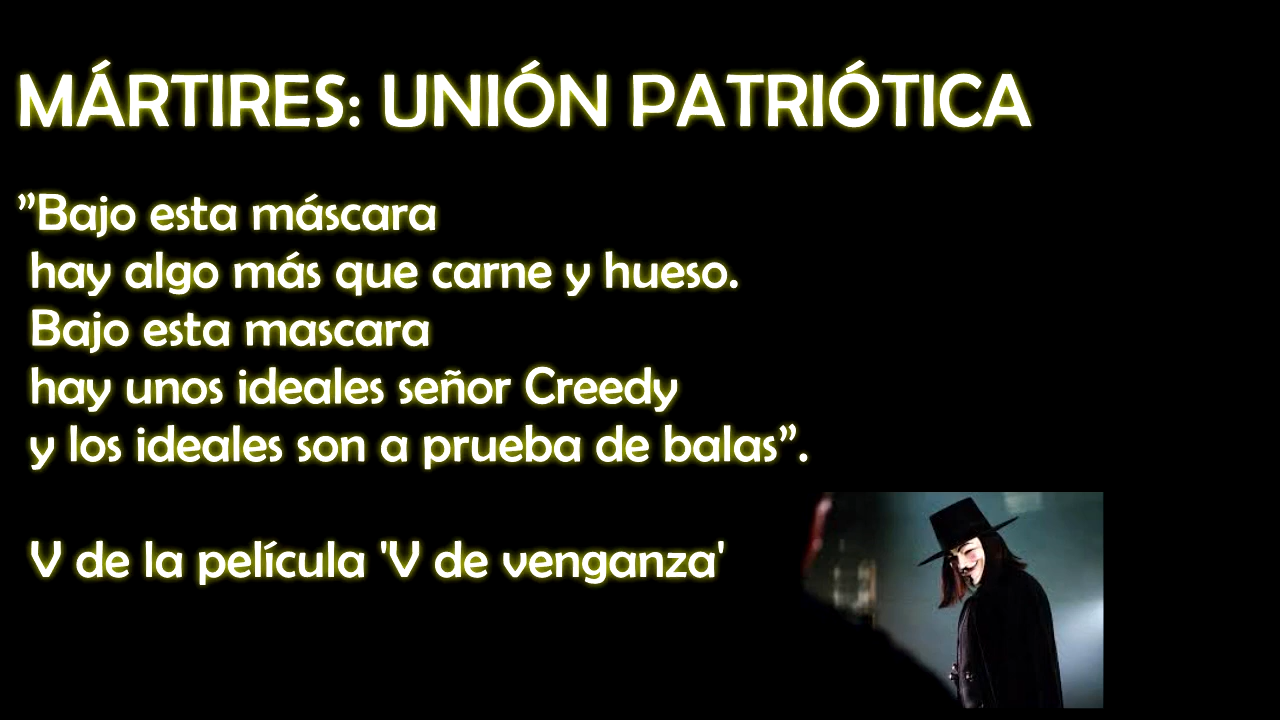 MÁRTIRES: UNIÓN PATRIÓTICA
”Bajo esta máscara
hay algo más que carne y hueso.
Bajo esta mascara
hay unos ideales señor Creedy
y los ideales son a prueba de balas”.
V de la película 'V de venganza'